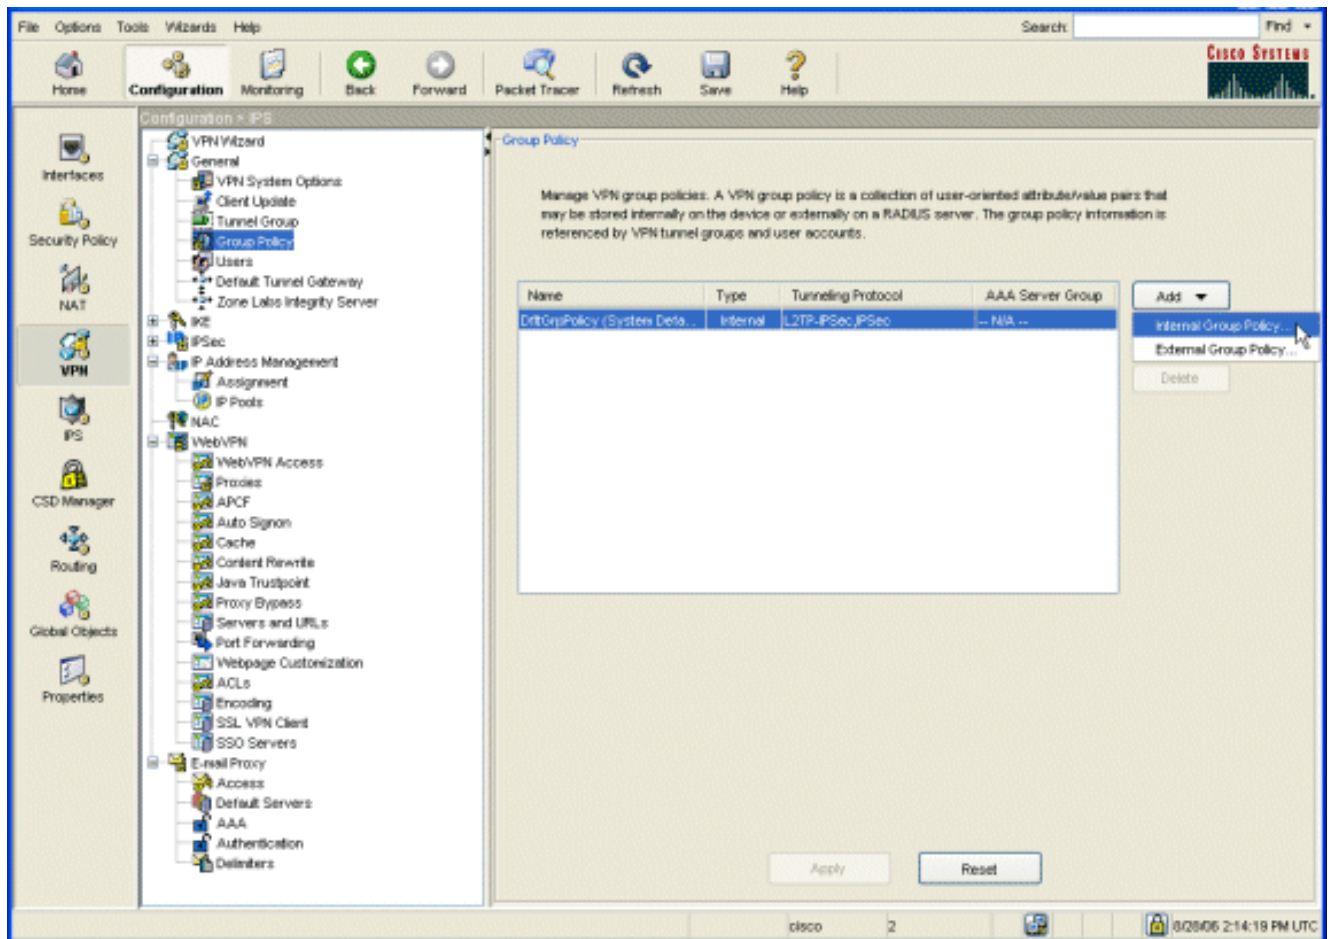 File Options Tools Wizards Help Search: Find
Home Configuration Monitoring Back Forward Packet Tracer Refresh Save Help
CISCO SYSTEMS
Configuration > IPS
Interfaces
Security Policy
NAT
VPN
IPS
CSD Manager
Routing
Global Objects
Properties
VPN Wizard
General
VPN System Options
Client Update
Tunnel Group
Group Policy
Users
Default Tunnel Gateway
Zone Labs Integrity Server
IKE
IPSec
IP Address Management
Assignment
IP Pools
NAC
WebVPN
WebVPN Access
Proxies
APCF
Auto Signon
Cache
Content Rewrite
Java Trustpoint
Proxy Bypass
Servers and URLs
Port Forwarding
Webpage Customization
ACLs
Encoding
SSL VPN Client
SSO Servers
E-mail Proxy
Access
Default Servers
AAA
Authentication
Delimiters
Group Policy
Manage VPN group policies. A VPN group policy is a collection of user-oriented attribute/value pairs that
may be stored internally on the device or externally on a RADIUS server. The group policy information is
referenced by VPN tunnel groups and user accounts.
Name Type Tunneling Protocol AAA Server Group
DfltGrpPolicy (System Defa... Internal L2TP-IPSec,IPSec -- N/A --
Add
Internal Group Policy...
External Group Policy...
Delete
Apply Reset
cisco 2 8/28/06 2:14:19 PM UTC